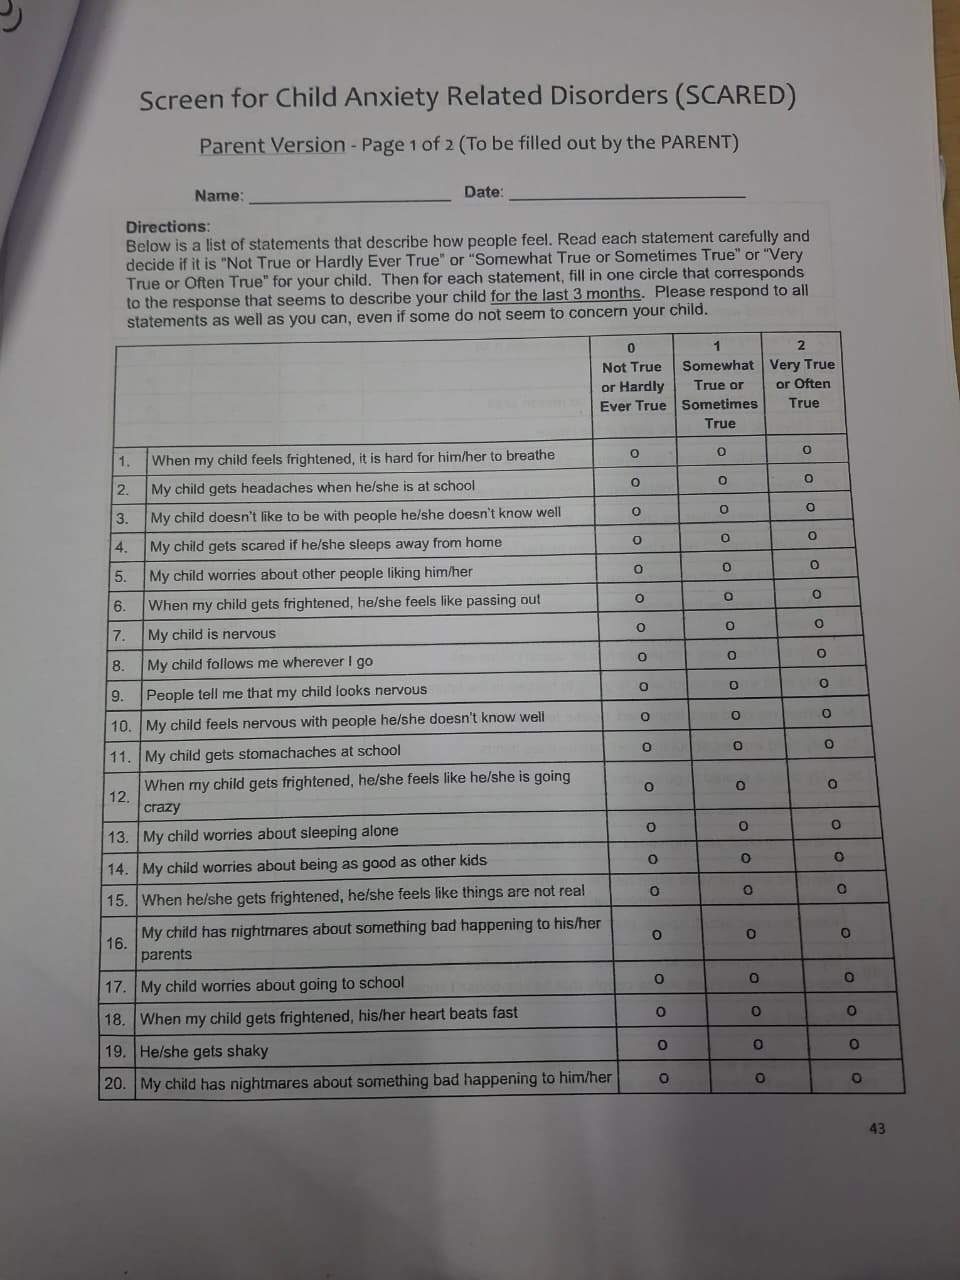 Screen for Child Anxiety Related Disorders (SCARED)
Parent Version - Page 1 of 2 (To be filled out by the PARENT)
Name: ____________ Date: ____________
Directions:
Below is a list of statements that describe how people feel. Read each statement carefully and
decide if it is "Not True or Hardly Ever True" or "Somewhat True or Sometimes True" or "Very
True or Often True" for your child. Then for each statement, fill in one circle that corresponds
to the response that seems to describe your child for the last 3 months. Please respond to all
statements as well as you can, even if some do not seem to concern your child.
0 1 2
Not True Somewhat Very True
or Hardly True or or Often
Ever True Sometimes True
True
1. When my child feels frightened, it is hard for him/her to breathe O O O
2. My child gets headaches when he/she is at school O O O
3. My child doesn't like to be with people he/she doesn't know well O O O
4. My child gets scared if he/she sleeps away from home O O O
5. My child worries about other people liking him/her O O O
6. When my child gets frightened, he/she feels like passing out O O O
7. My child is nervous O O O
8. My child follows me wherever I go O O O
9. People tell me that my child looks nervous O O O
10. My child feels nervous with people he/she doesn't know well O O O
11. My child gets stomachaches at school O O O
12. When my child gets frightened, he/she feels like he/she is going
crazy O O O
13. My child worries about sleeping alone O O O
14. My child worries about being as good as other kids O O O
15. When he/she gets frightened, he/she feels like things are not real O O O
16. My child has nightmares about something bad happening to his/her
parents O O O
17. My child worries about going to school O O O
18. When my child gets frightened, his/her heart beats fast O O O
19. He/she gets shaky O O O
20. My child has nightmares about something bad happening to him/her O O O
43